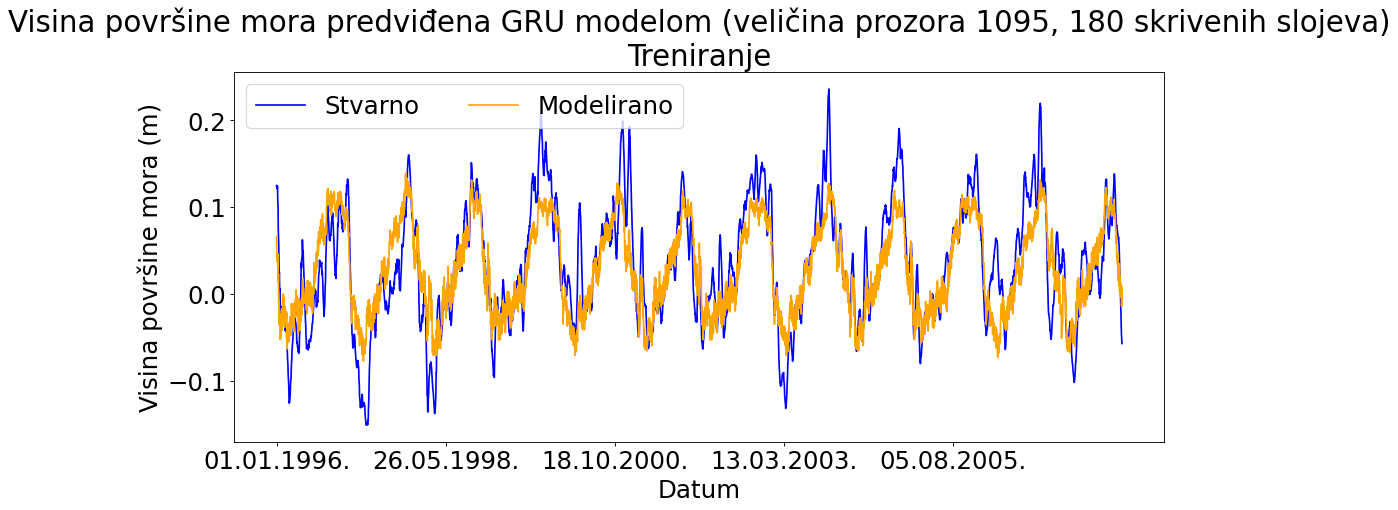 Visina površine mora predviđena GRU modelom (veličina prozora 1095, 180 skrivenih slojeva)
Treniranje
Stvarno
Modelirano
Visina površine mora (m)
0.2
0.1
0.0
−0.1
01.01.1996.
26.05.1998.
18.10.2000.
13.03.2003.
05.08.2005.
Datum